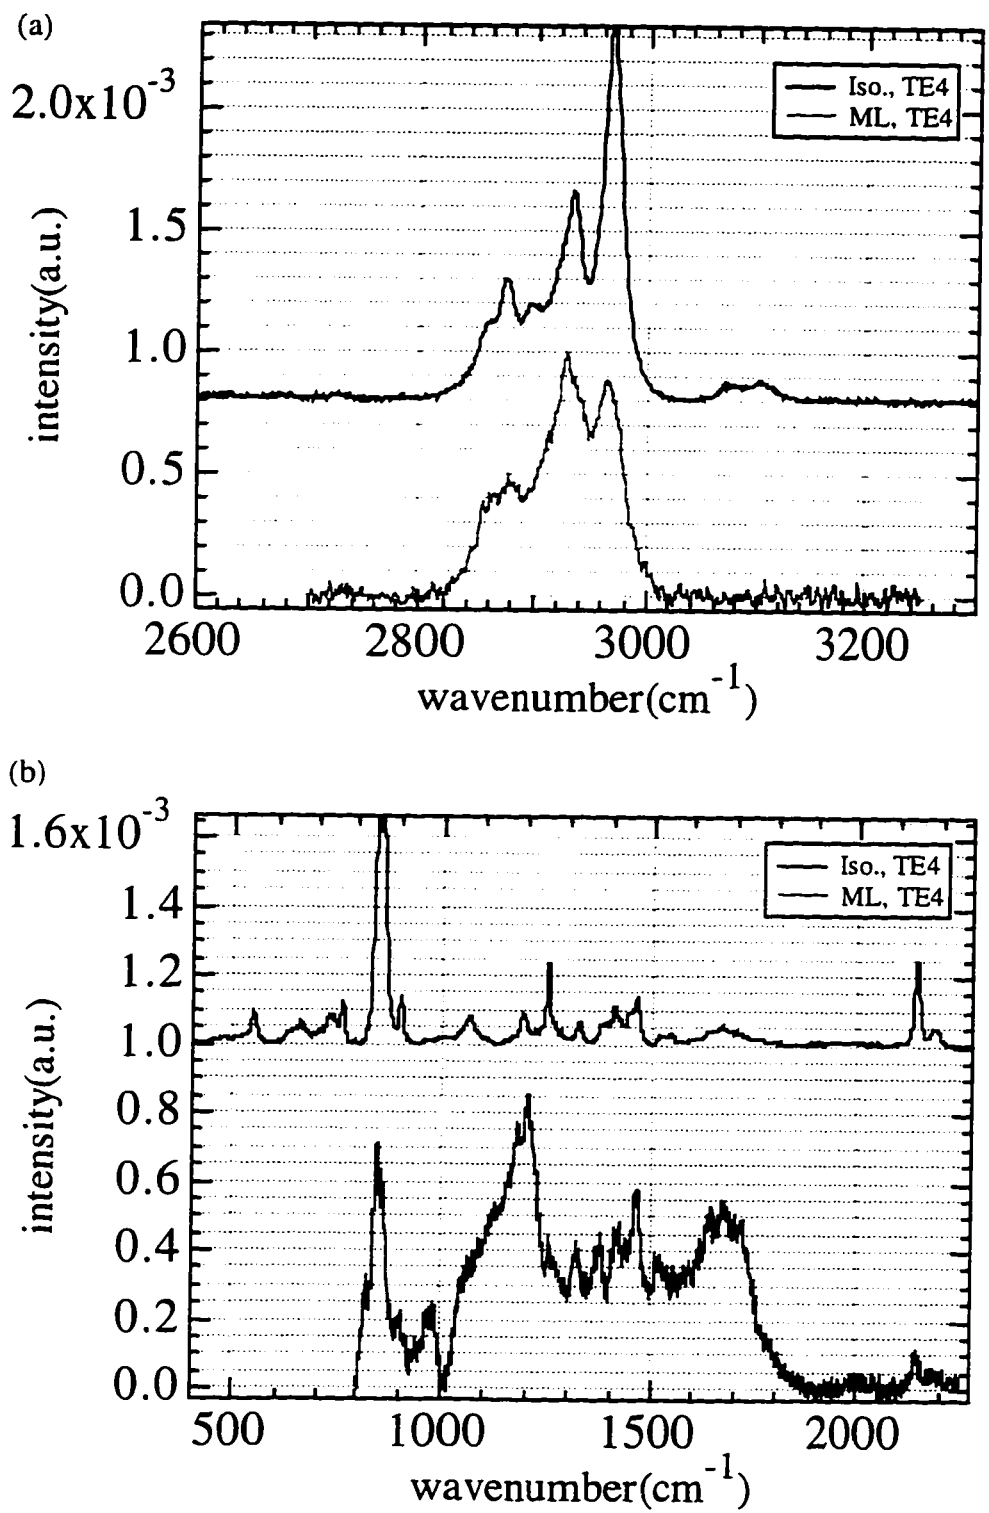 (a)
2.0x10-3
1.5
1.0
0.5
0.0
intensity(a.u.)
Iso., TE4
ML, TE4
2600 2800 3000 3200
wavenumber(cm-1)
(b)
1.6x10-3
1.4
1.2
1.0
0.8
0.6
0.4
0.2
0.0
intensity(a.u.)
Iso., TE4
ML, TE4
500 1000 1500 2000
wavenumber(cm-1)